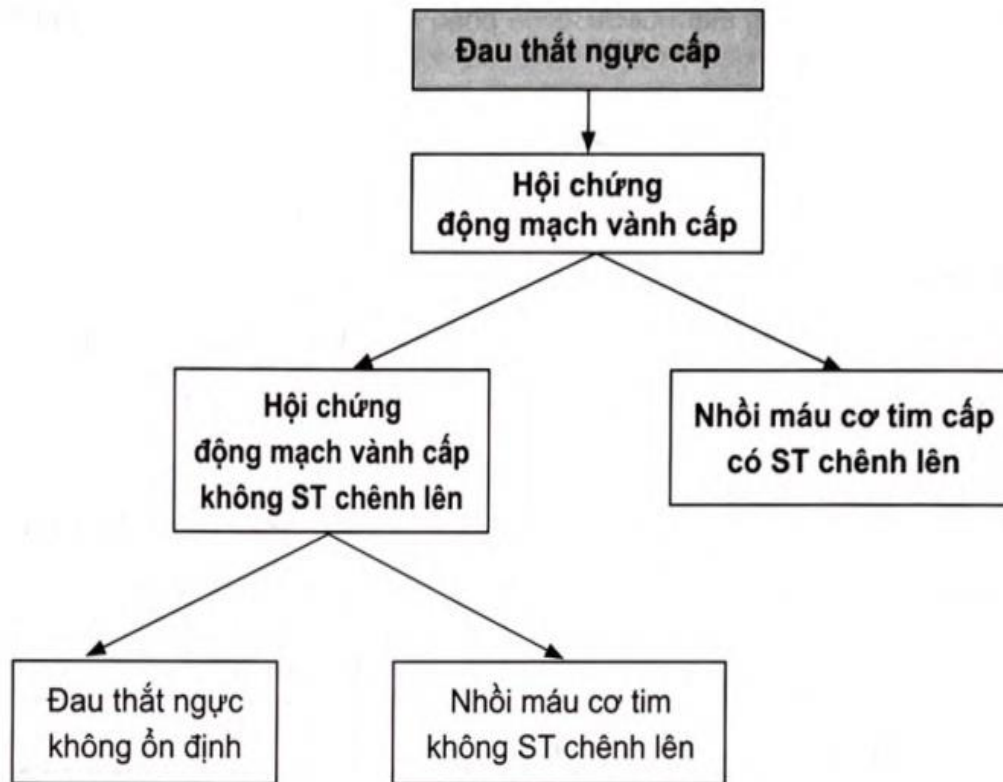 Đau thắt ngực cấp
Hội chứng
động mạch vành cấp
Hội chứng
động mạch vành cấp
không ST chênh lên
Nhồi máu cơ tim cấp
có ST chênh lên
Đau thắt ngực
không ổn định
Nhồi máu cơ tim
không ST chênh lên